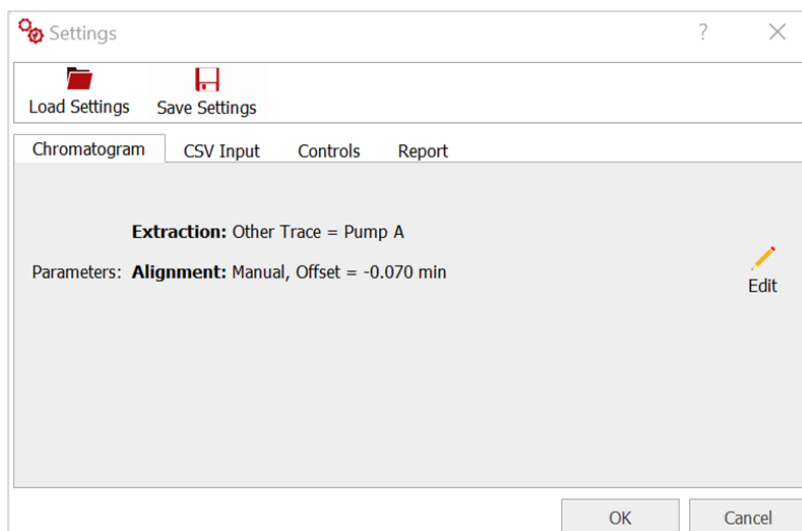 Settings
?
Load Settings Save Settings
Chromatogram CSV Input Controls Report
Extraction: Other Trace = Pump A
Parameters: Alignment: Manual, Offset = -0.070 min
Edit
OK Cancel